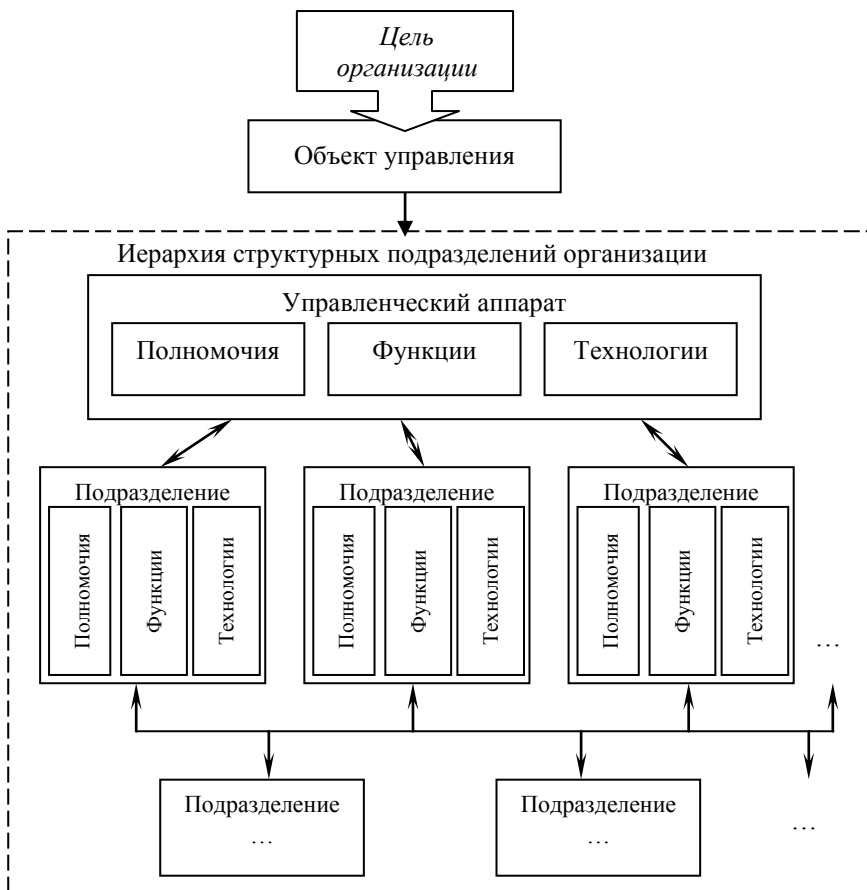 Цель
организации
Объект управления
Иерархия структурных подразделений организации
Управленческий аппарат
Полномочия
Функции
Технологии
Подразделение
Полномочия
Функции
Технологии
Подразделение
Полномочия
Функции
Технологии
Подразделение
Полномочия
Функции
Технологии
…
Подразделение
…
Подразделение
…
…